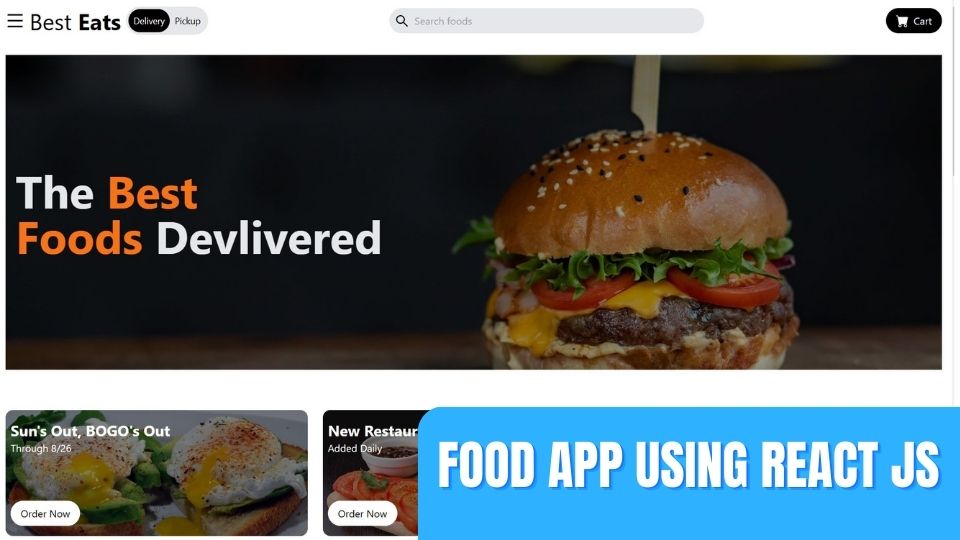 Best Eats
Delivery Pickup
Search foods
Cart
The Best
Foods Devlivered
Sun's Out, BOGO's Out
Through 8/26
Order Now
New Restaur
Added Daily
Order Now
FOOD APP USING REACT JS